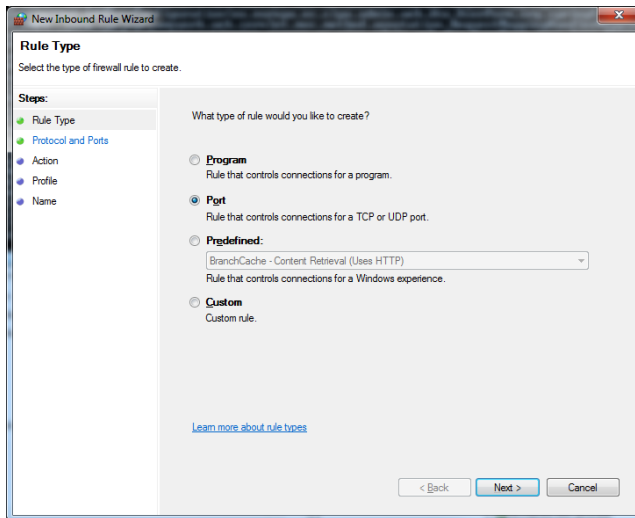 New Inbound Rule Wizard
Rule Type
Select the type of firewall rule to create.
Steps:
Rule Type
Protocol and Ports
Action
Profile
Name
What type of rule would you like to create?
Program
Rule that controls connections for a program.
Port
Rule that controls connections for a TCP or UDP port.
Predefined:
BranchCache - Content Retrieval (Uses HTTP)
Rule that controls connections for a Windows experience.
Custom
Custom rule.
Learn more about rule types
< Back Next > Cancel